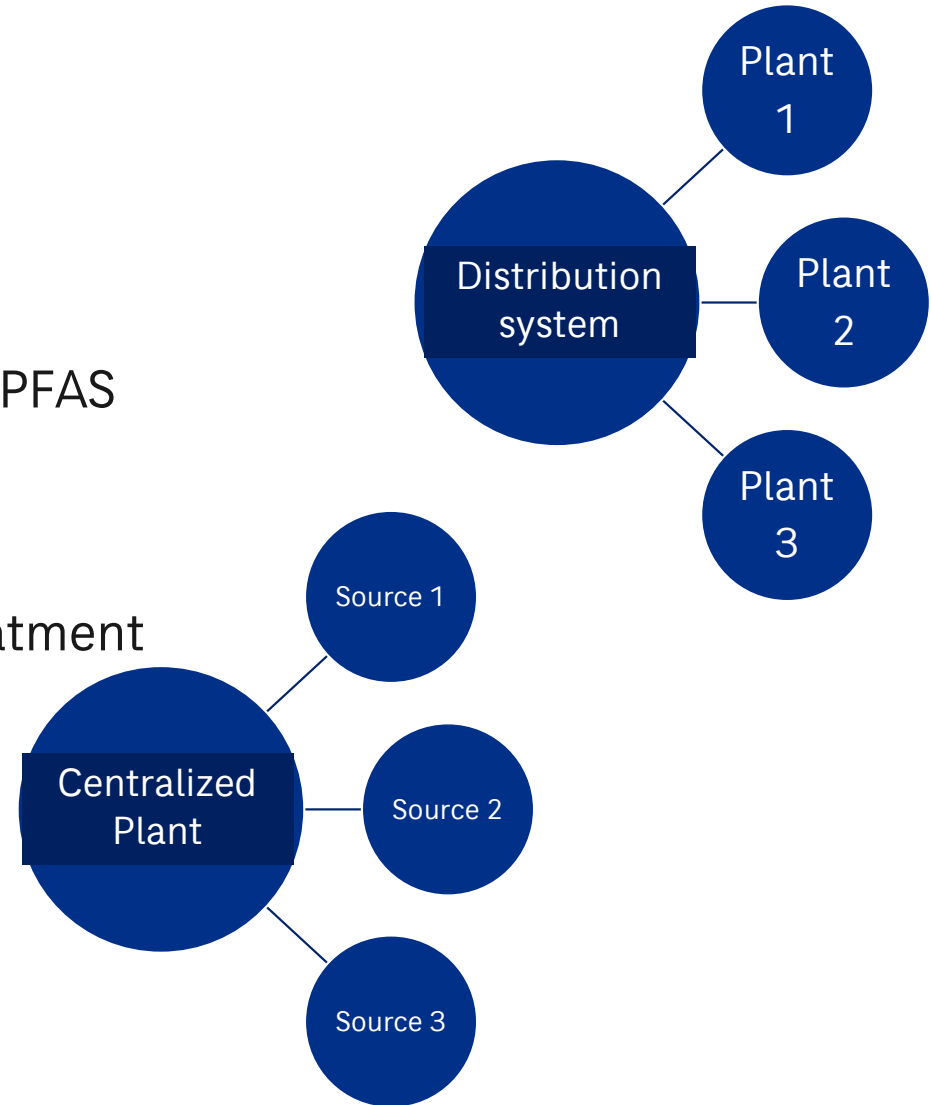 Plant
1
Distribution
system
Plant
2
PFAS
Plant
3
Source 1
atment
Centralized
Plant
Source 2
Source 3